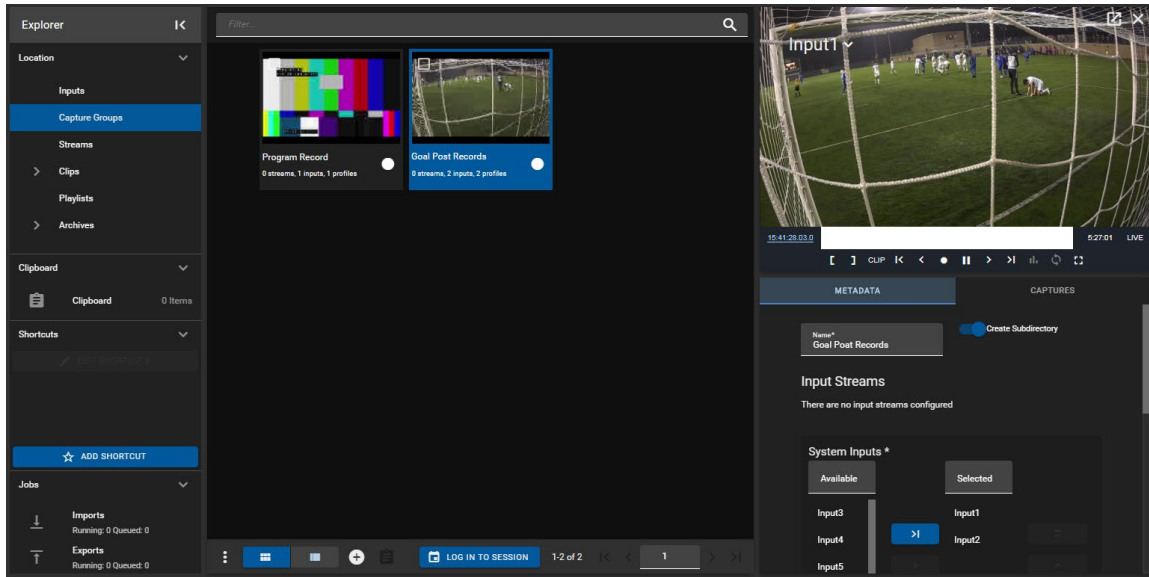 Explorer
Location
Inputs
Capture Groups
Streams
Clips
Playlists
Archives
Clipboard
Clipboard 0 Items
Shortcuts
ADD SHORTCUT
Jobs
Imports
Running: 0 Queued: 0
Exports
Running: 0 Queued: 0
Filter...
Program Record
0 streams, 1 inputs, 1 profiles
Goal Post Records
0 streams, 2 inputs, 2 profiles
LOG IN TO SESSION 1-2 of 2 1
Input1
15:41:28.03.0 5:27:01 LIVE
[ ] CLIP
METADATA CAPTURES
Name*
Goal Post Records
Create Subdirectory
Input Streams
There are no input streams configured
System Inputs *
Available Selected
Input3 Input1
Input4 Input2
Input5